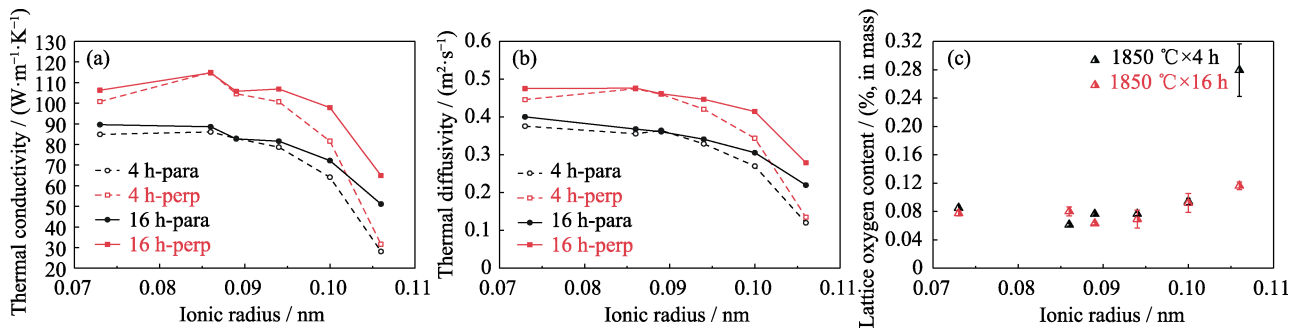 Thermal conductivity / (W·m⁻¹·K⁻¹)
130
120
110
100
90
80
70
60
50
40
30
20
(a)
4 h-para
4 h-perp
16 h-para
16 h-perp
0.07 0.08 0.09 0.10 0.11
Ionic radius / nm
Thermal diffusivity / (m²·s⁻¹)
0.6
0.5
0.4
0.3
0.2
0.1
0
(b)
4 h-para
4 h-perp
16 h-para
16 h-perp
0.07 0.08 0.09 0.10 0.11
Ionic radius / nm
Lattice oxygen content / (%, in mass)
0.32
0.28
0.24
0.20
0.16
0.12
0.08
0.04
0
(c)
1850 ℃×4 h
1850 ℃×16 h
0.07 0.08 0.09 0.10 0.11
Ionic radius / nm